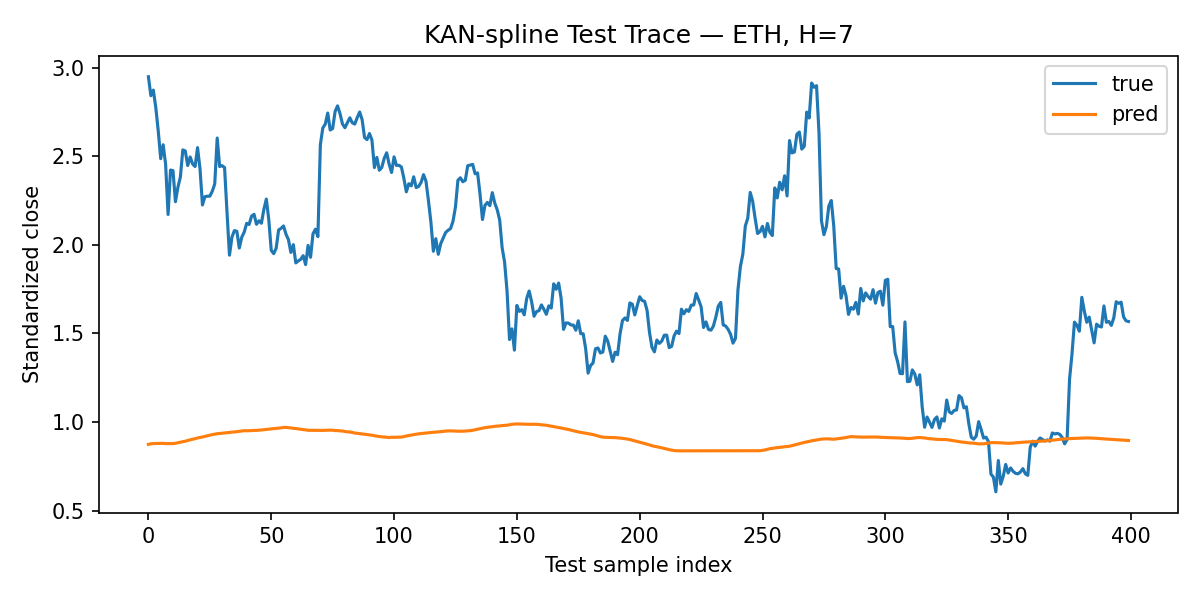 KAN-spline Test Trace — ETH, H=7
true
pred
Standardized close
3.0
2.5
2.0
1.5
1.0
0.5
0 50 100 150 200 250 300 350 400
Test sample index